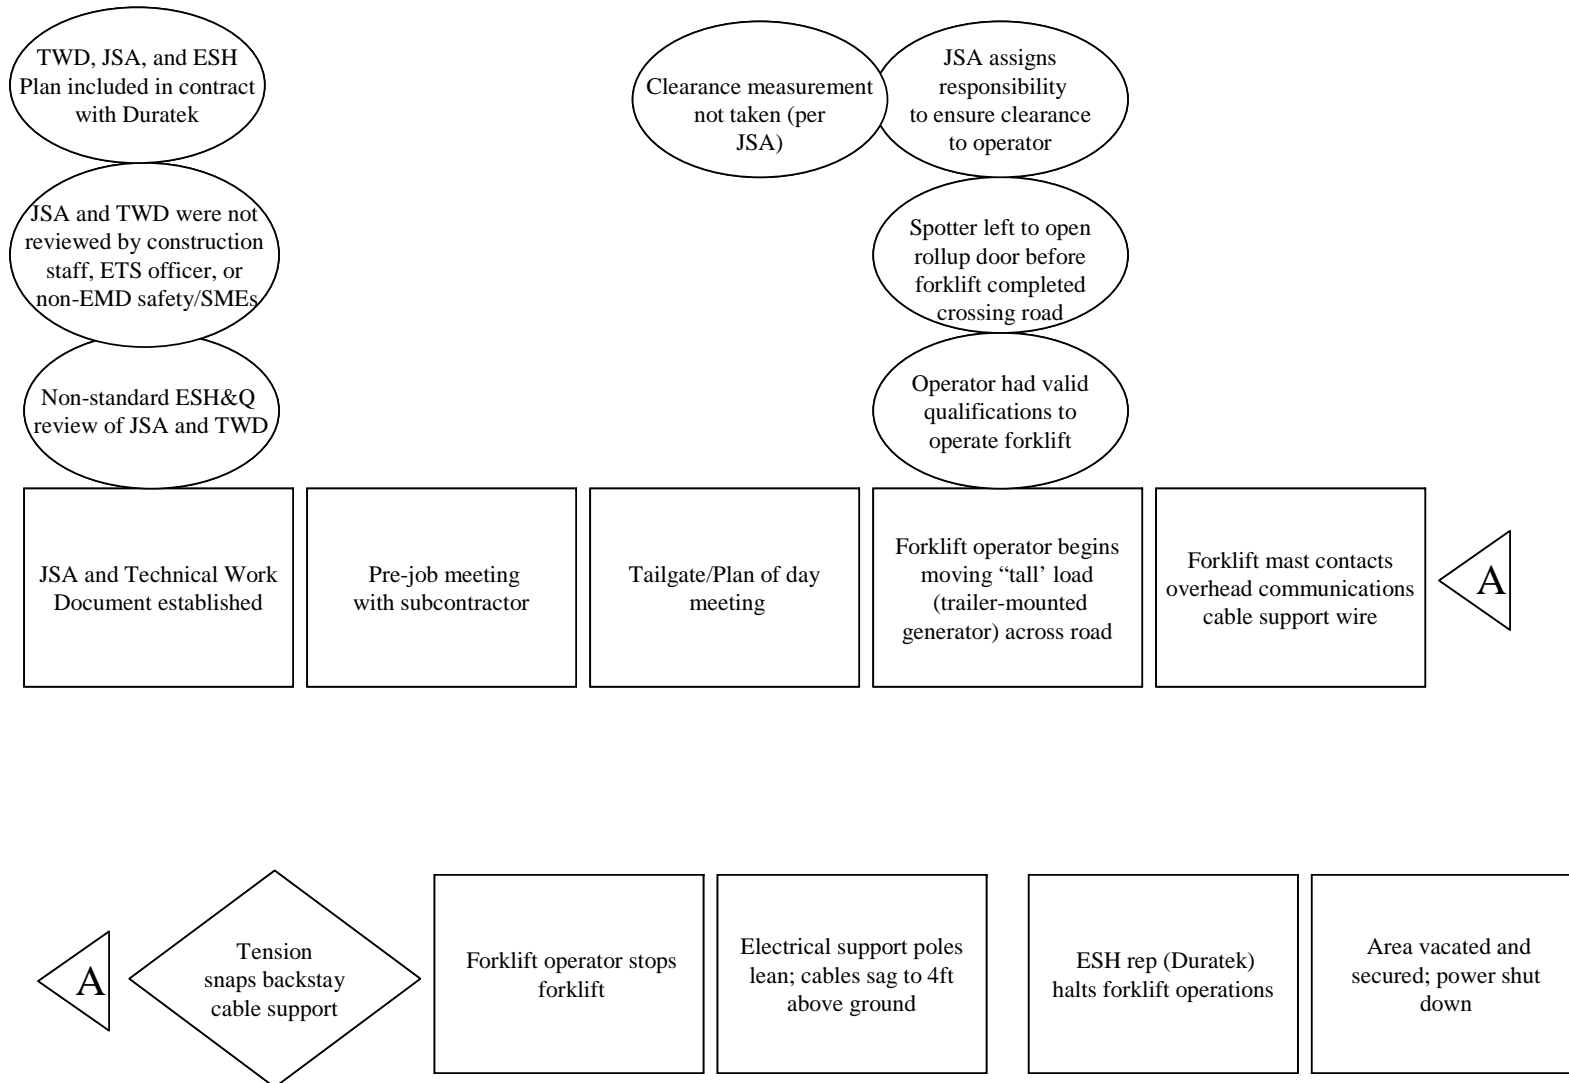 TWD, JSA, and ESH
Plan included in contract
with Duratek
Clearance measurement
not taken (per
JSA)
JSA assigns
responsibility
to ensure clearance
to operator
JSA and TWD were not
reviewed by construction
staff, ETS officer, or
non-EMD safety/SMEs
Spotter left to open
rollup door before
forklift completed
crossing road
Non-standard ESH&Q
review of JSA and TWD
Operator had valid
qualifications to
operate forklift
JSA and Technical Work
Document established
Pre-job meeting
with subcontractor
Tailgate/Plan of day
meeting
Forklift operator begins
moving “tall’ load
(trailer-mounted
generator) across road
Forklift mast contacts
overhead communications
cable support wire
A
A
Tension
snaps backstay
cable support
Forklift operator stops
forklift
Electrical support poles
lean; cables sag to 4ft
above ground
ESH rep (Duratek)
halts forklift operations
Area vacated and
secured; power shut
down